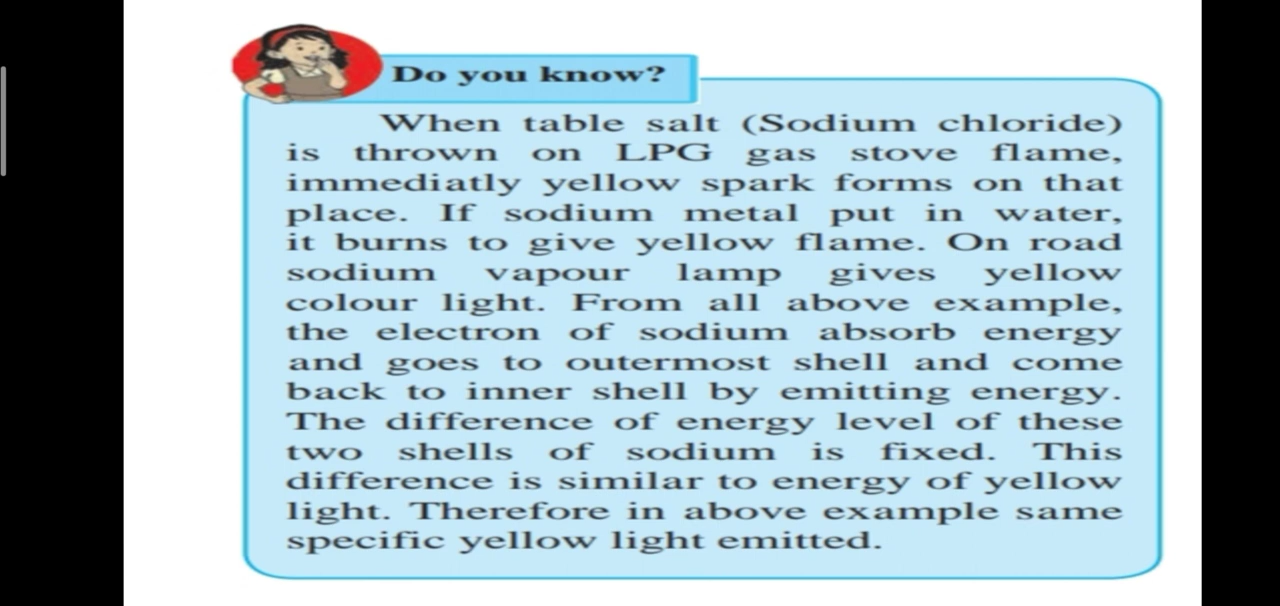 Do you know?
When table salt (Sodium chloride)
is thrown on LPG gas stove flame,
immediatly yellow spark forms on that
place. If sodium metal put in water,
it burns to give yellow flame. On road
sodium vapour lamp gives yellow
colour light. From all above example,
the electron of sodium absorb energy
and goes to outermost shell and come
back to inner shell by emitting energy.
The difference of energy level of these
two shells of sodium is fixed. This
difference is similar to energy of yellow
light. Therefore in above example same
specific yellow light emitted.